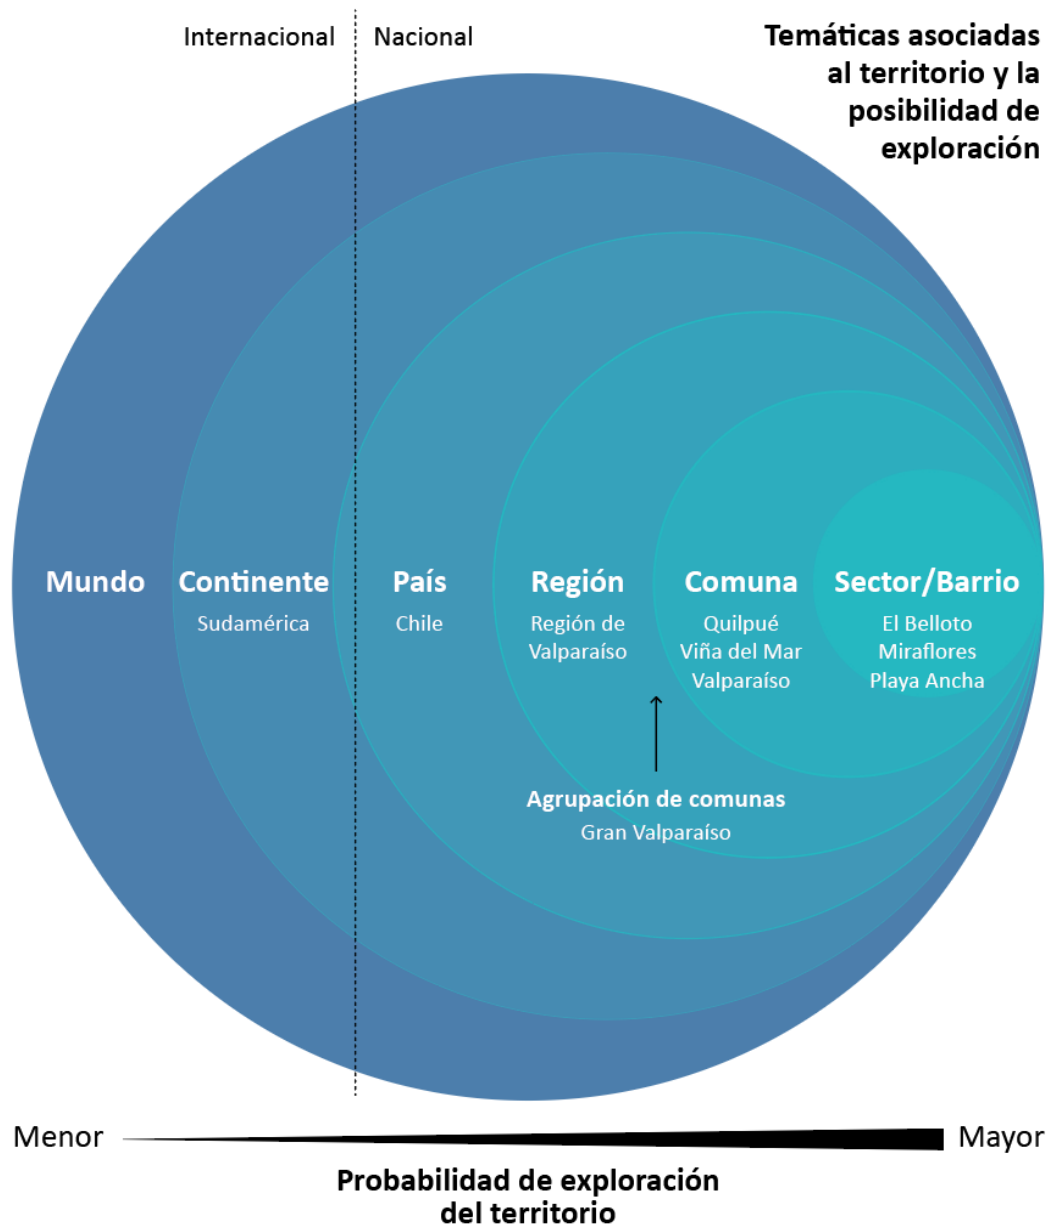 Internacional
Nacional
Temáticas asociadas
al territorio y la
posibilidad de
exploración
Mundo
Continente
Sudamérica
País
Chile
Región
Región de
Valparaíso
Comuna
Quilpué
Viña del Mar
Valparaíso
Sector/Barrio
El Belloto
Miraflores
Playa Ancha
Agrupación de comunas
Gran Valparaíso
Menor
Mayor
Probabilidad de exploración
del territorio